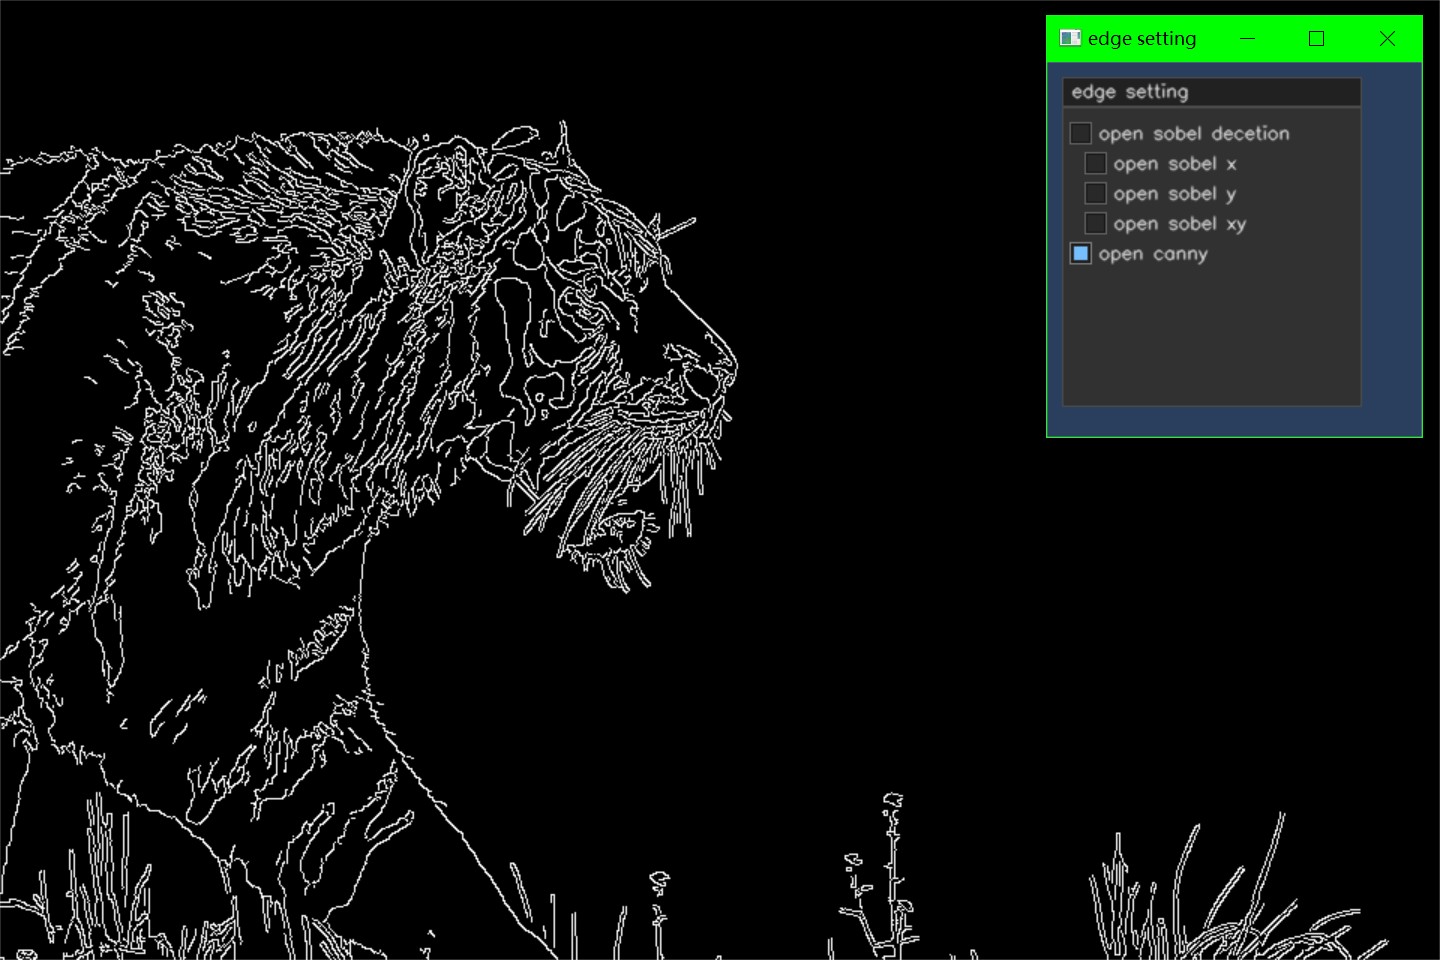 edge setting
edge setting
open sobel decetion
open sobel x
open sobel y
open sobel xy
open canny